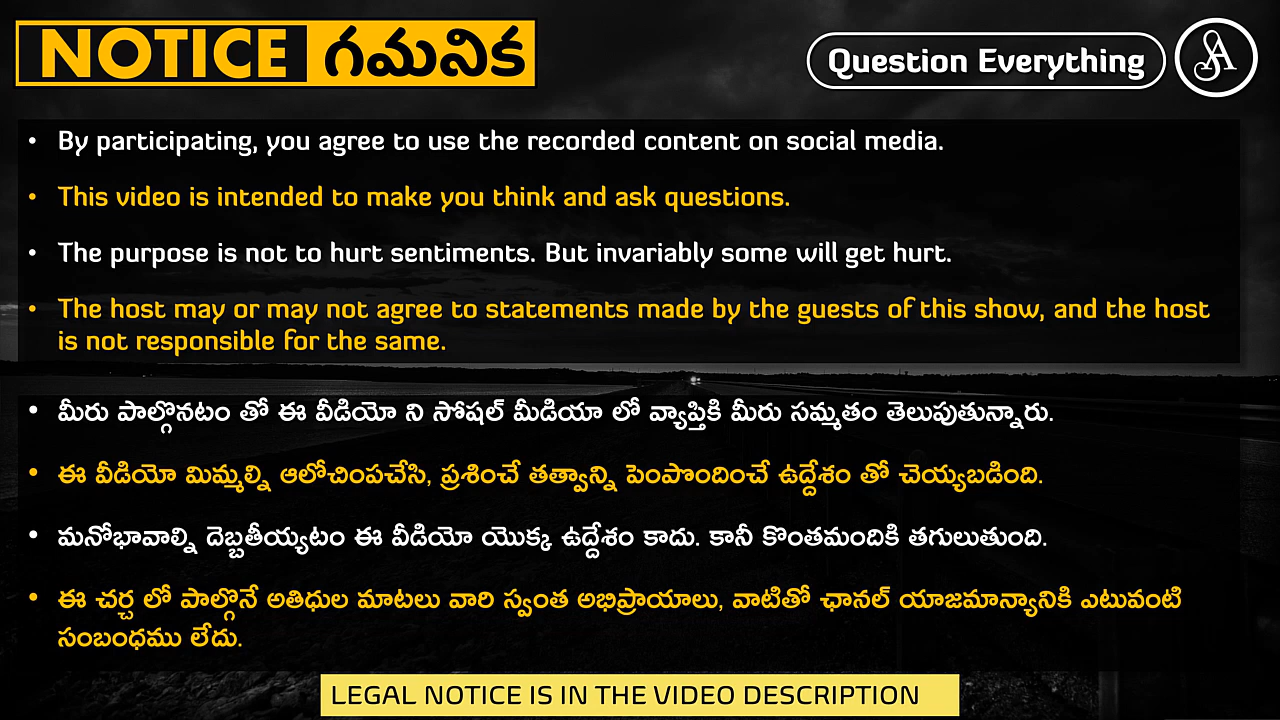 NOTICE గమనిక
Question Everything
• By participating, you agree to use the recorded content on social media.
• This video is intended to make you think and ask questions.
• The purpose is not to hurt sentiments. But invariably some will get hurt.
• The host may or may not agree to statements made by the guests of this show, and the host
is not responsible for the same.
• మీరు పాల్గొనటం తో ఈ వీడియో ని సోషల్ మీడియా లో వ్యాప్తికి మీరు సమ్మతం తెలుపుతున్నారు.
• ఈ వీడియో మిమ్మల్ని ఆలోచింపచేసి, ప్రశించే తత్వాన్ని పెంపొందించే ఉద్దేశం తో చెయ్యబడింది.
• మనోభావాల్ని దెబ్బతీయ్యటం ఈ వీడియో యొక్క ఉద్దేశం కాదు. కానీ కొంతమందికి తగులుతుంది.
• ఈ చర్చ లో పాల్గొనే అతిధుల మాటలు వారి స్వంత అభిప్రాయాలు, వాటితో ఛానల్ యాజమాన్యానికి ఎటువంటి
సంబంధము లేదు.
LEGAL NOTICE IS IN THE VIDEO DESCRIPTION